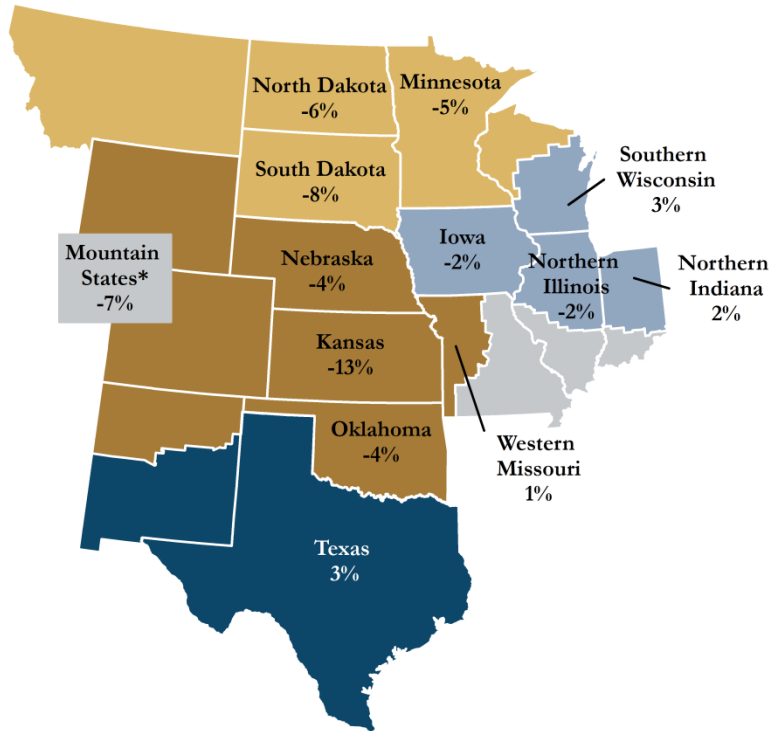 North Dakota
-6%
Minnesota
-5%
South Dakota
-8%
Southern
Wisconsin
3%
Mountain
States*
-7%
Nebraska
-4%
Iowa
-2%
Northern
Illinois
-2%
Northern
Indiana
2%
Kansas
-13%
Oklahoma
-4%
Western
Missouri
1%
Texas
3%